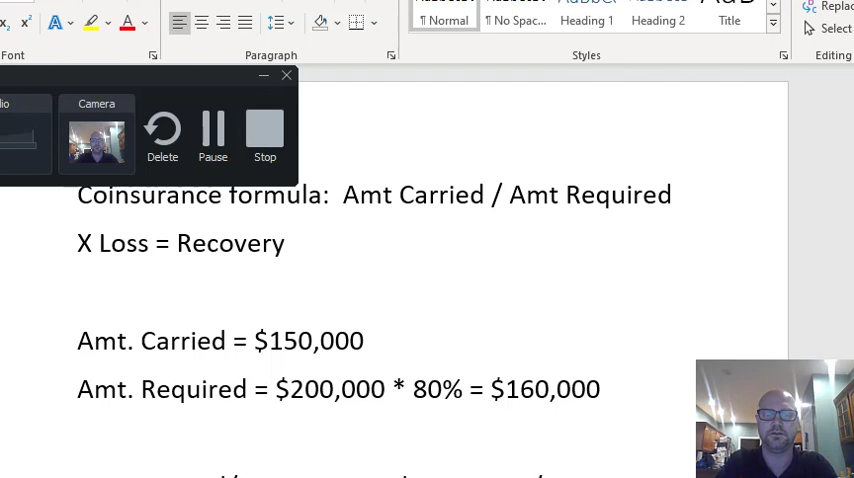 Replac
¶ Normal ¶ No Spac... Heading 1 Heading 2 Title
Select
Font Paragraph Styles Editing
Camera
Delete Pause Stop
Coinsurance formula: Amt Carried / Amt Required
X Loss = Recovery
Amt. Carried = $150,000
Amt. Required = $200,000 * 80% = $160,000